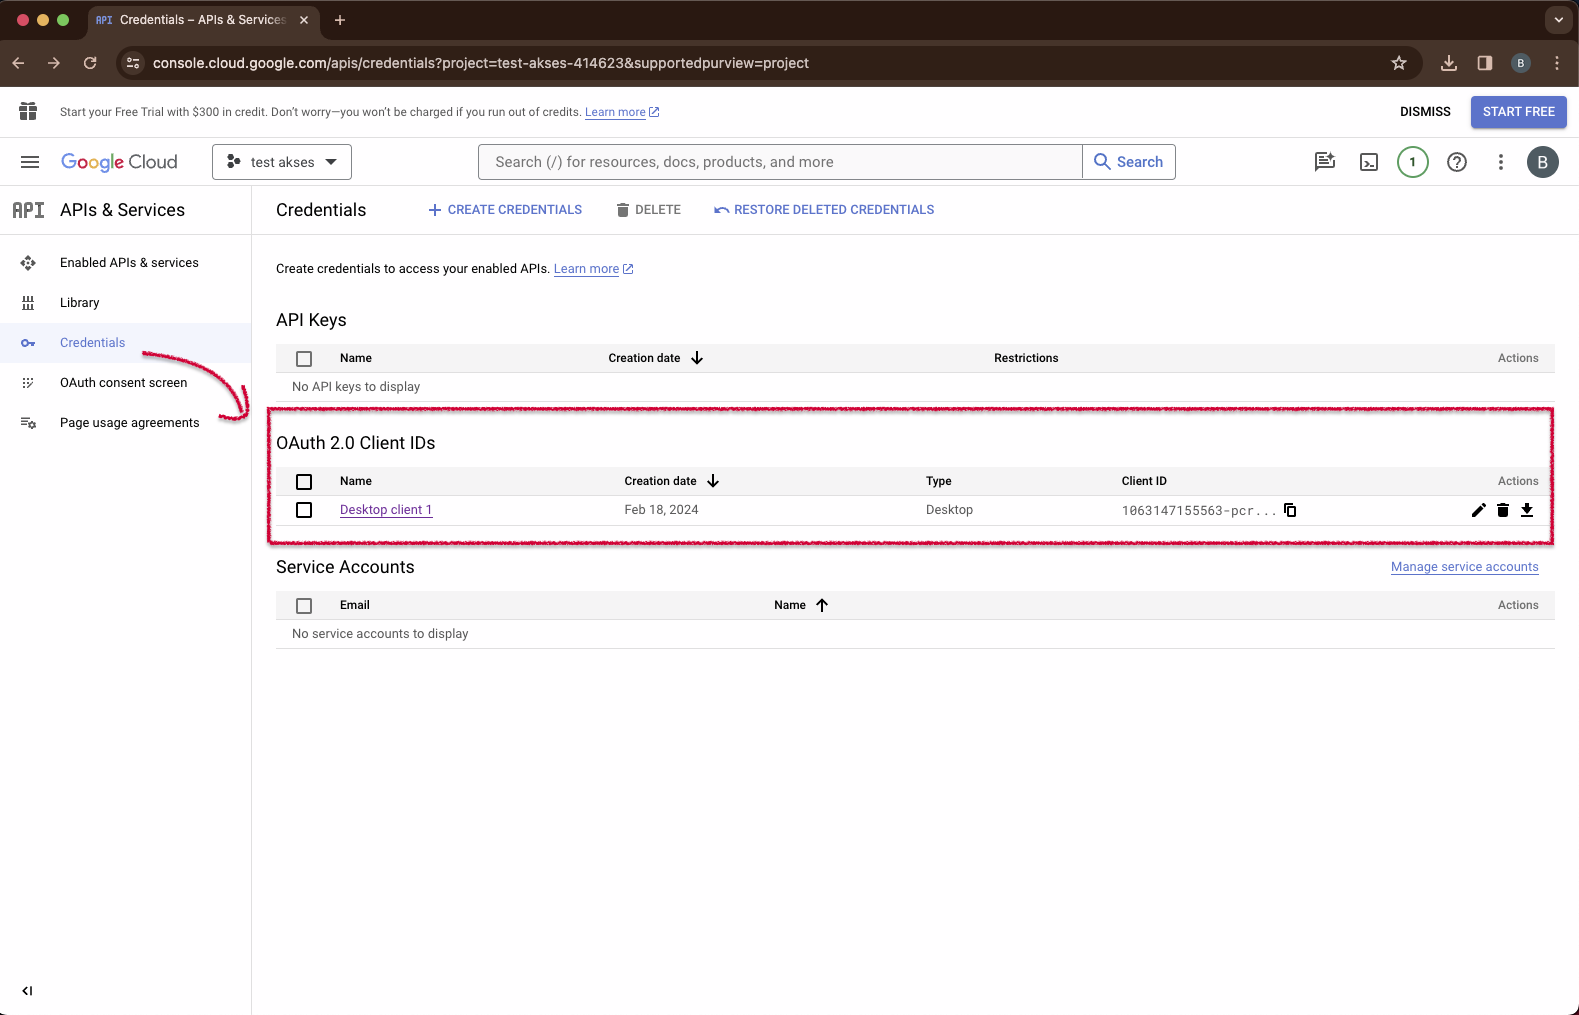 API Credentials – APIs & Services
console.cloud.google.com/apis/credentials?project=test-akses-414623&supportedpurview=project
B
Start your Free Trial with $300 in credit. Don't worry—you won't be charged if you run out of credits. Learn more
DISMISS
START FREE
Google Cloud
test akses
Search (/) for resources, docs, products, and more
Search
1
B
API APIs & Services
Credentials
CREATE CREDENTIALS
DELETE
RESTORE DELETED CREDENTIALS
Enabled APIs & services
Library
Credentials
OAuth consent screen
Page usage agreements
Create credentials to access your enabled APIs. Learn more
API Keys
Name Creation date Restrictions Actions
No API keys to display
OAuth 2.0 Client IDs
Name Creation date Type Client ID Actions
Desktop client 1 Feb 18, 2024 Desktop 1063147155563-pcr...
Service Accounts
Manage service accounts
Email Name Actions
No service accounts to display